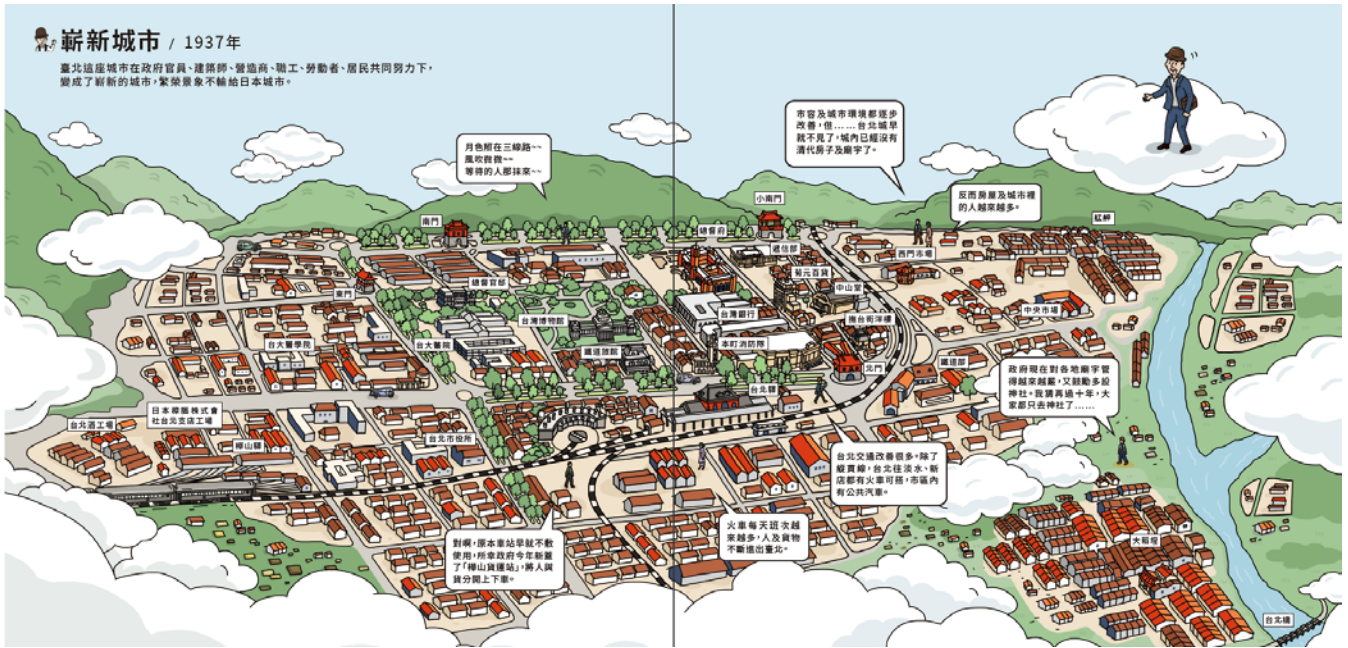 嶄新城市 / 1937年
臺北這座城市在政府官員、建築師、營造商、職工、勞動者、居民共同努力下，
變成了嶄新的城市，繁榮景象不輸給日本城市。
月色照在三線路~~
風吹微微~~
等待的人那抹來~~
市容及城市環境都逐步
改善，但......台北城早
就不見了，城內已經沒有
清代房子及廟宇了。
反而房屋及城市裡
的人越來越多。
小南門
南門
總督府
艋舺
遞信部
西門市場
菊元百貨
總督官邸
中山堂
東門
台灣博物館
台灣銀行
中央市場
撫台街洋樓
台大醫學院
台大醫院
本町消防隊
鐵道旅館
北門
鐵道部
台北驛
政府現在對各地廟宇管
得越來越嚴，又鼓勵多設
神社。我猜再過十年，大
家都只去神社了......
日本樟腦株式會
社台北支店工場
台北酒工場
樺山驛
台北市役所
台北交通改善很多。除了
縱貫線，台北往淡水、新
店都有火車可搭，市區內
有公共汽車。
火車每天班次越
來越多，人及貨物
不斷進出臺北。
對啊，原本車站早就不敷
使用，所幸政府今年新蓋
了「樺山貨運站」，將人與
貨分開上下車。
大稻埕
台北橋